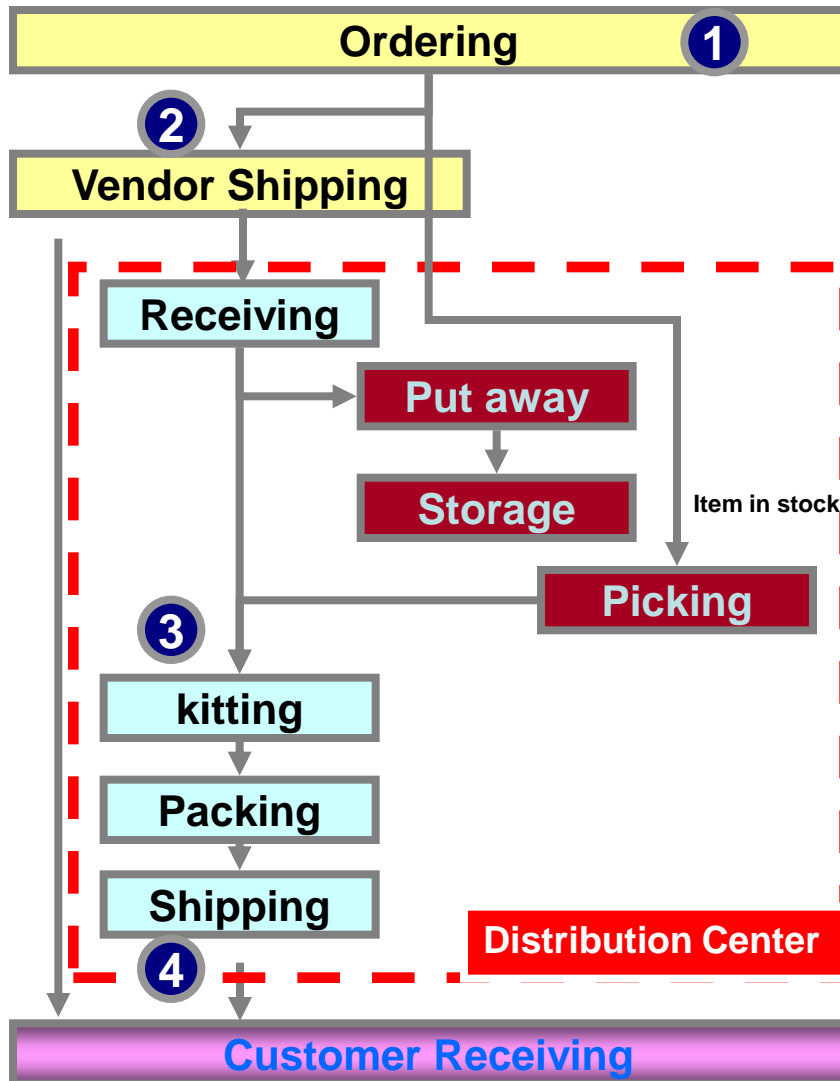 Ordering
1
2
Vendor Shipping
Receiving
Put away
Storage
Item in stock
Picking
3
kitting
Packing
Shipping
Distribution Center
4
Customer Receiving